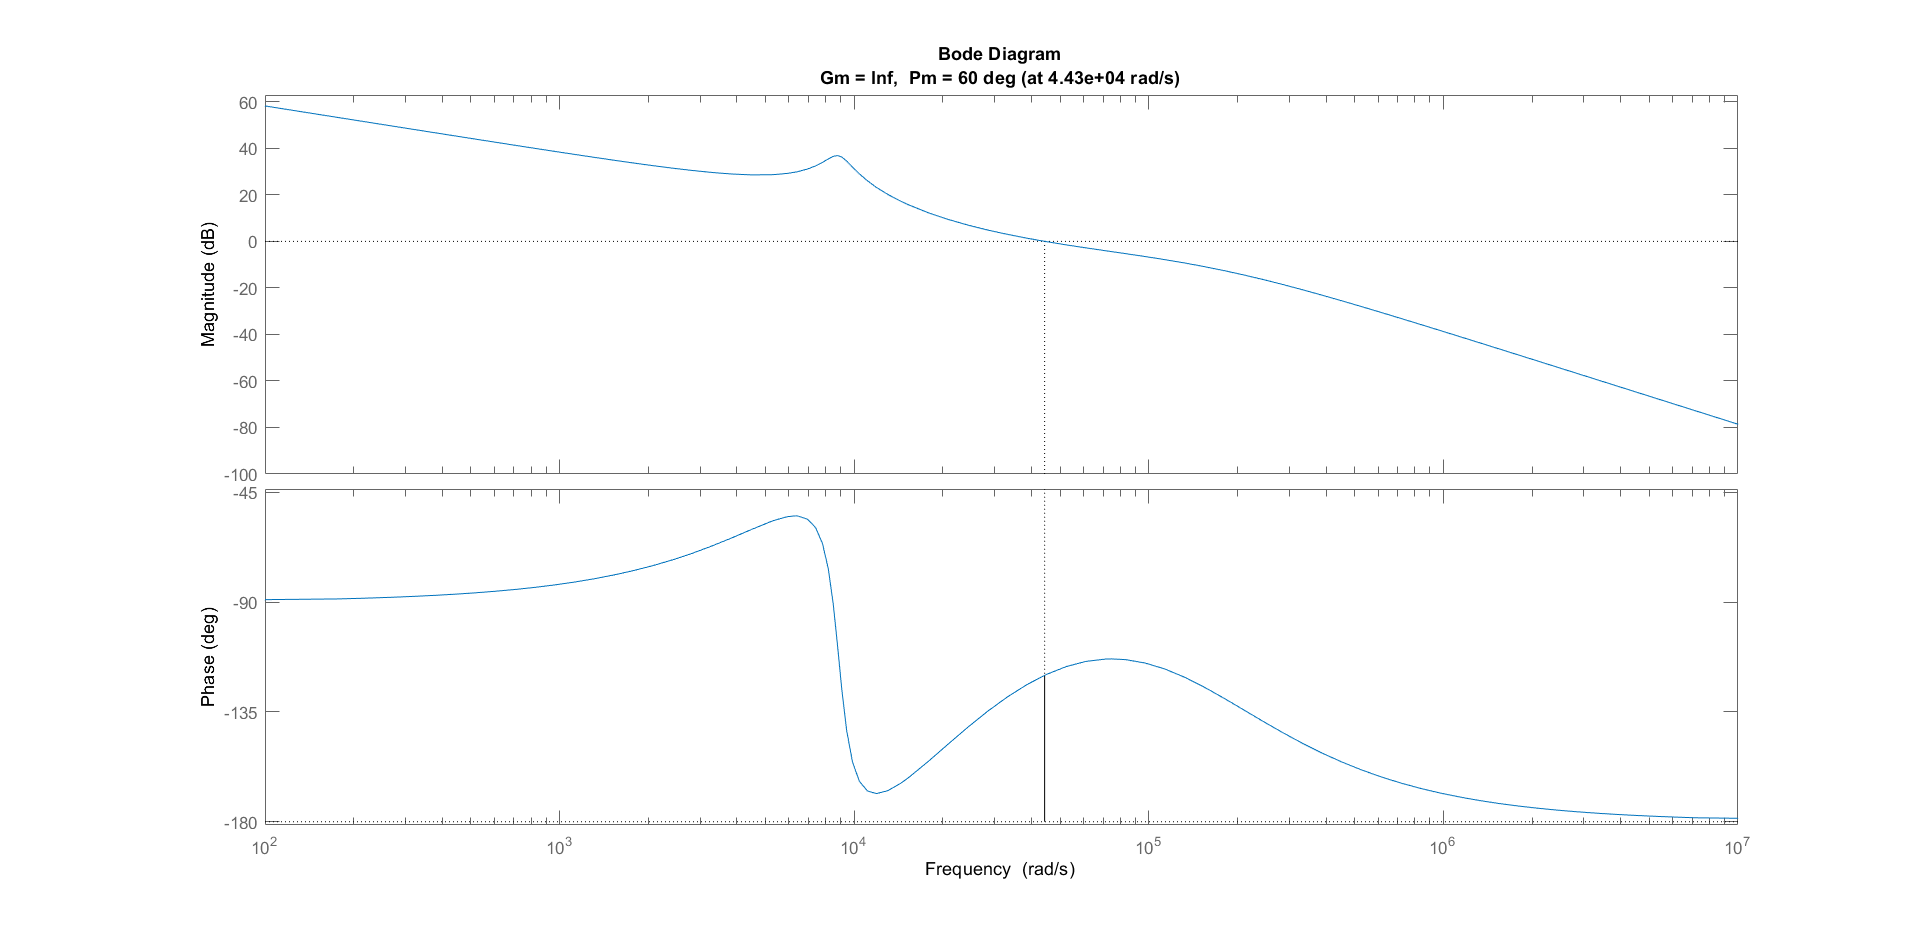 Bode Diagram
Gm = Inf,  Pm = 60 deg (at 4.43e+04 rad/s)
Magnitude (dB)
60
40
20
0
-20
-40
-60
-80
-100
Phase (deg)
-45
-90
-135
-180
10^2 10^3 10^4 10^5 10^6 10^7
Frequency  (rad/s)